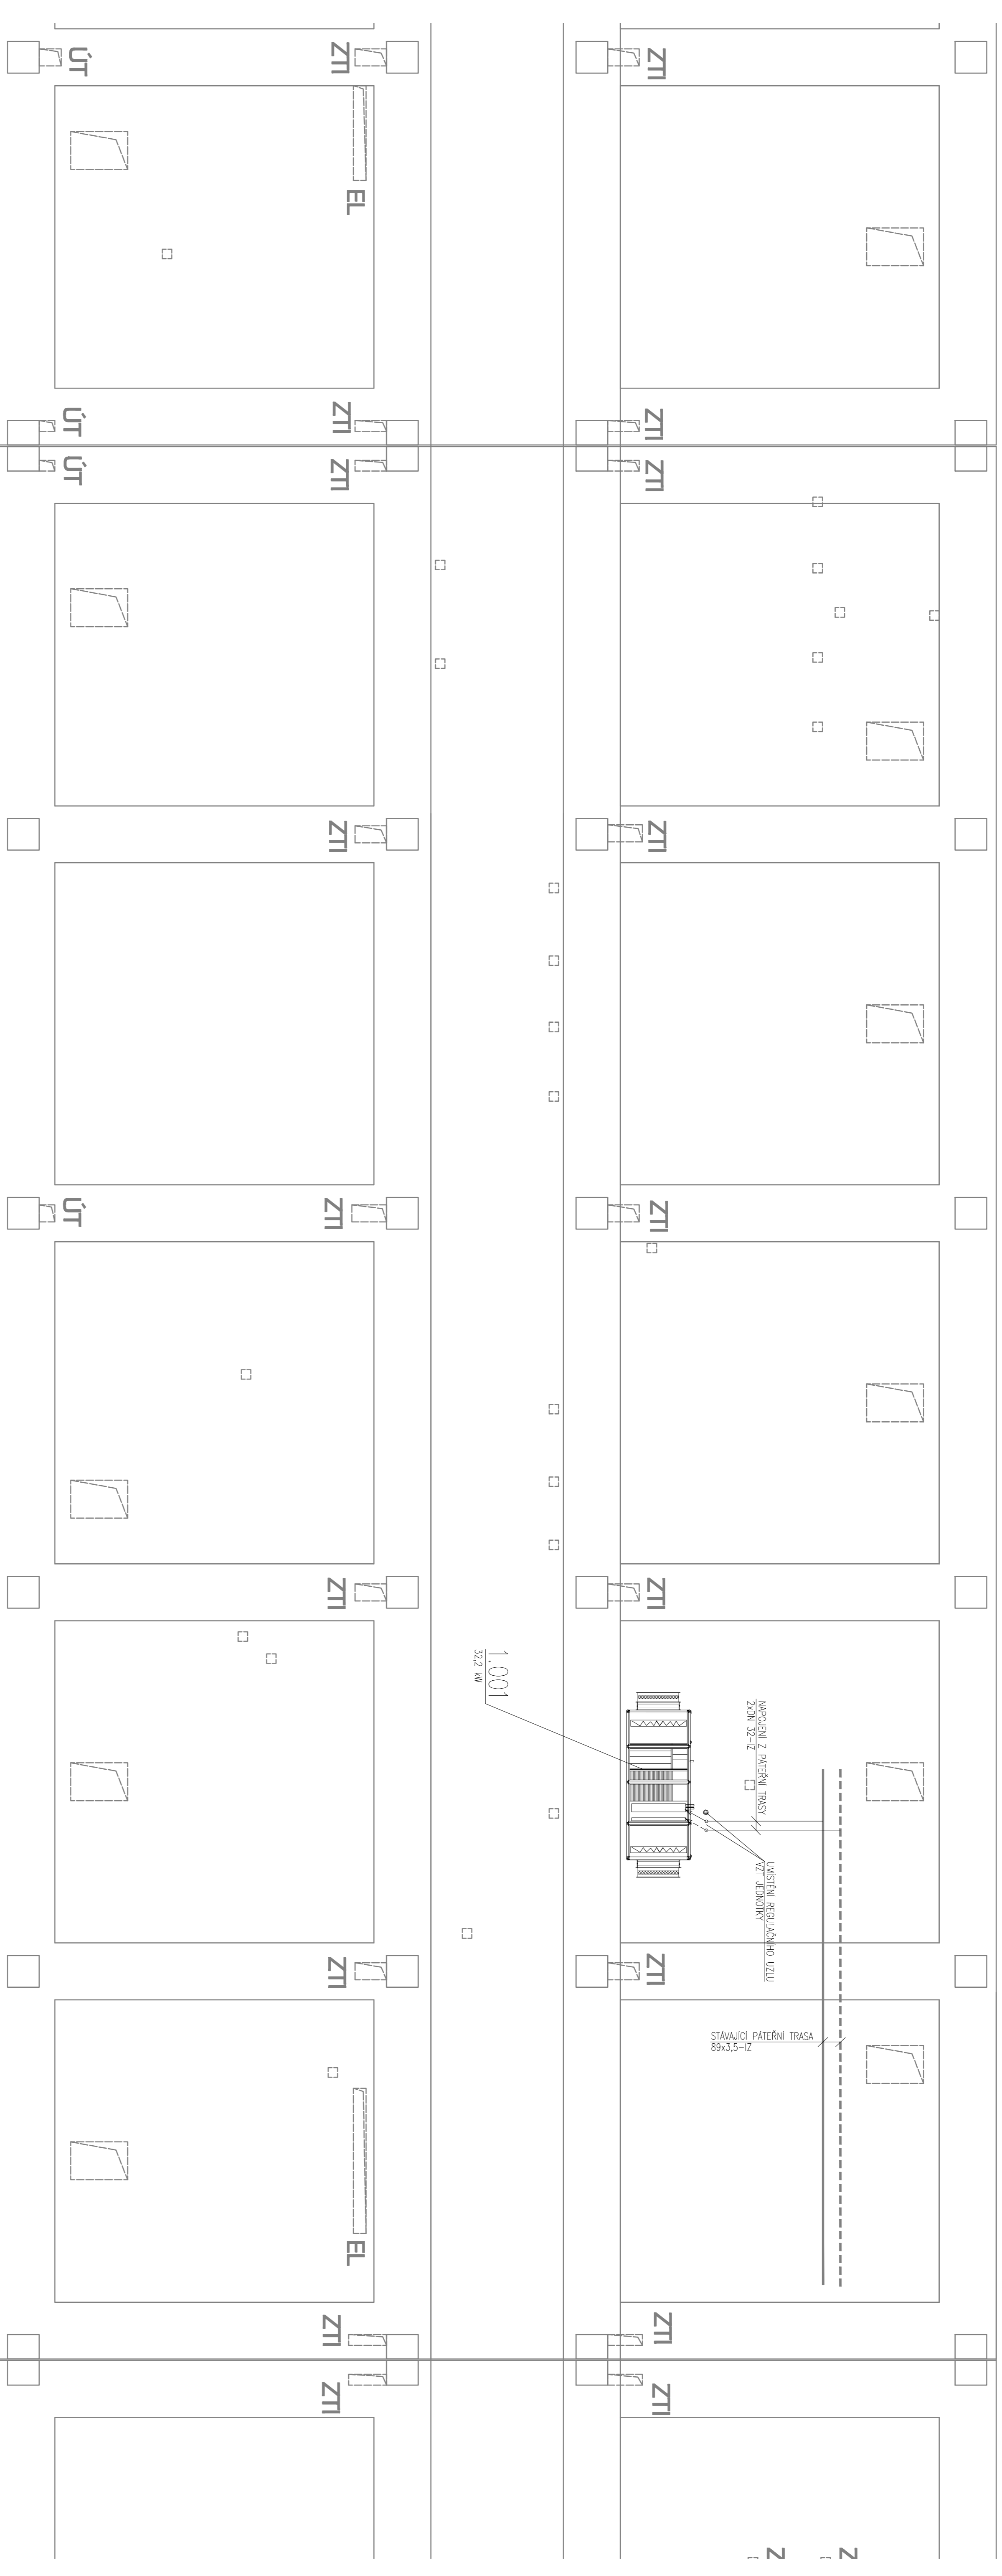 ÚT
ZTI
ZTI
EL
ÚT
ZTI
ZTI
ÚT
ZTI
ZTI
ZTI
ZTI
ÚT
ZTI
ZTI
ZTI
ZTI
1.001
32,2 kW
NAPOJENÍ Z PÁTEŘNÍ TRASY
2xDN 32-IZ
UMÍSTĚNÍ REGULAČNÍHO UZLU
VZT JEDNOTKY
ZTI
ZTI
STÁVAJÍCÍ PÁTEŘNÍ TRASA
89x3,5-IZ
EL
ZTI
ZTI
ZTI
ZTI